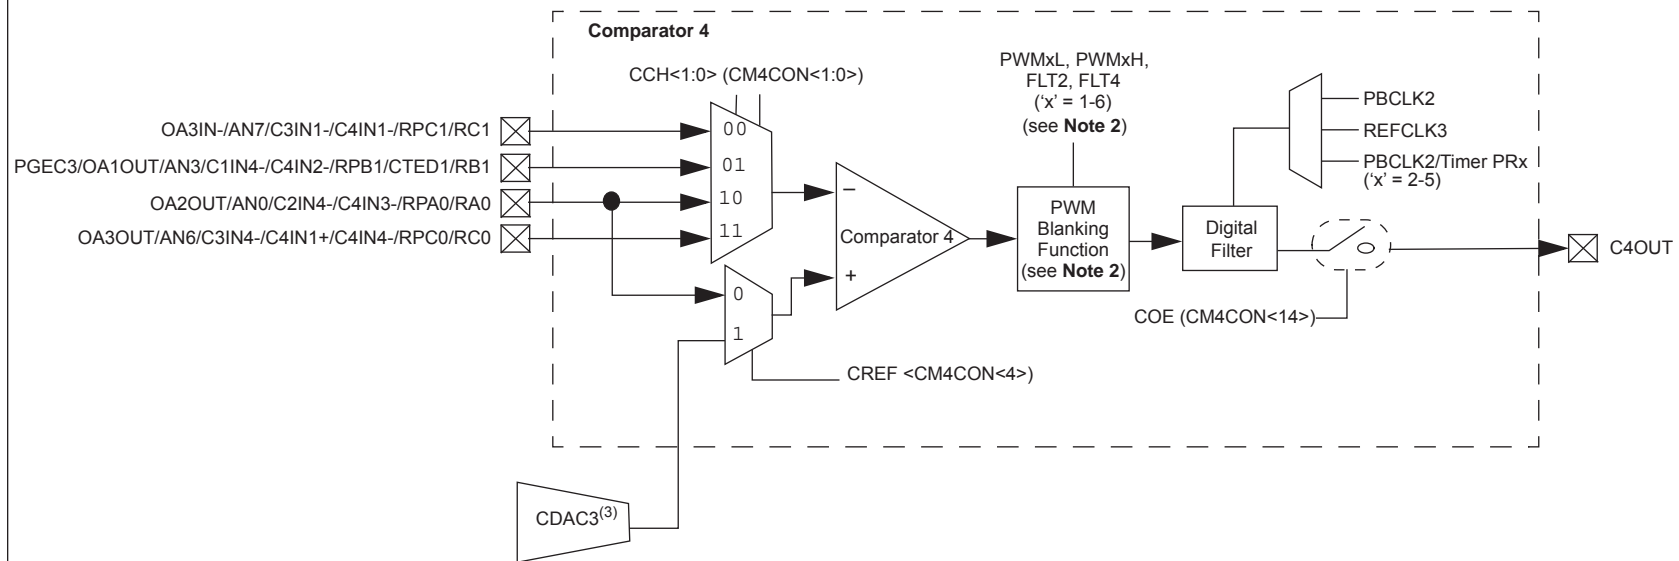 Comparator 4
CCH<1:0> (CM4CON<1:0>)
PWMxL, PWMxH,
FLT2, FLT4
('x' = 1-6)
(see Note 2)
PBCLK2
REFCLK3
PBCLK2/Timer PRx
('x' = 2-5)
OA3IN-/AN7/C3IN1-/C4IN1-/RPC1/RC1
00
PGEC3/OA1OUT/AN3/C1IN4-/C4IN2-/RPB1/CTED1/RB1
01
OA2OUT/AN0/C2IN4-/C4IN3-/RPA0/RA0
10
OA3OUT/AN6/C3IN4-/C4IN1+/C4IN4-/RPC0/RC0
11
–
Comparator 4
+
PWM
Blanking
Function
(see Note 2)
Digital
Filter
C4OUT
0
1
COE (CM4CON<14>)
CREF <CM4CON<4>)
CDAC3(3)